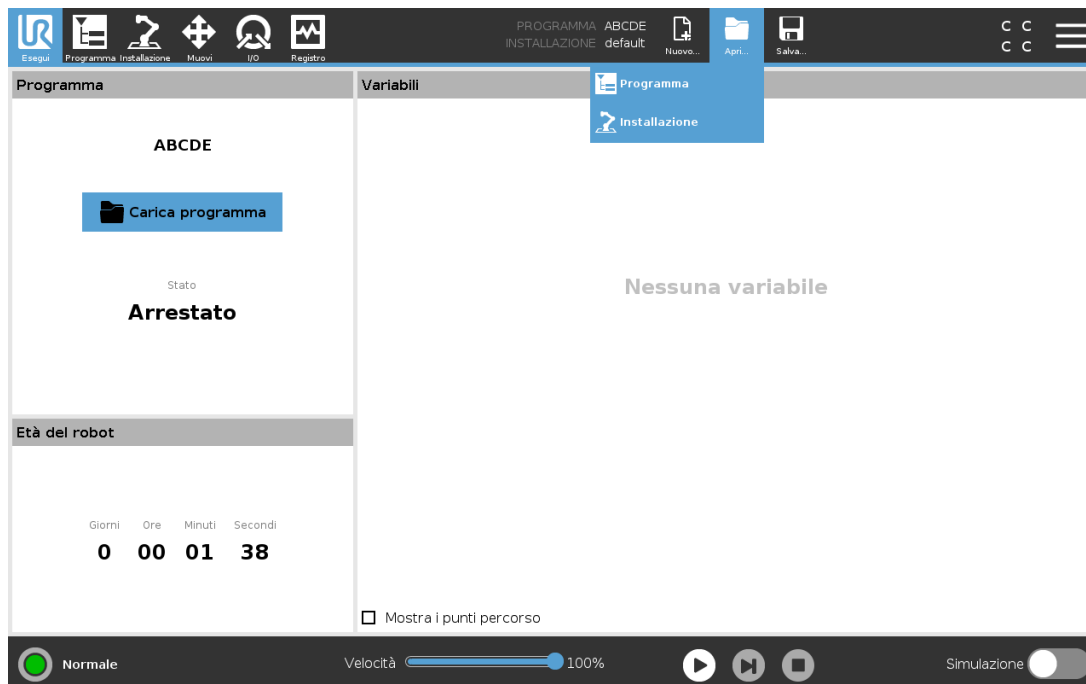 PROGRAMMA ABCDE
INSTALLAZIONE default
C C
C C
Esegui Programma Installazione Muovi I/O Registro Nuovo... Apri... Salva...
Programma
Installazione
Programma
ABCDE
Carica programma
Stato
Arrestato
Età del robot
Giorni Ore Minuti Secondi
0 00 01 38
Variabili
Nessuna variabile
Mostra i punti percorso
Normale
Velocità 100%
Simulazione